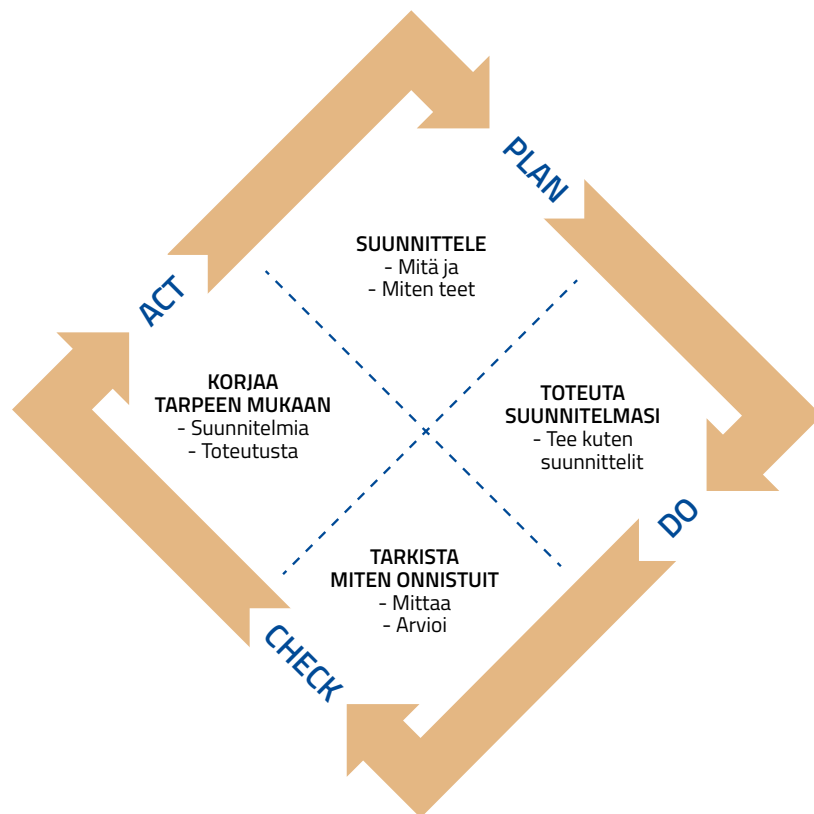 PLAN
SUUNNITTELE
- Mitä ja
- Miten teet
DO
TOTEUTA
SUUNNITELMASI
- Tee kuten
suunnittelit
CHECK
TARKISTA
MITEN ONNISTUIT
- Mittaa
- Arvioi
ACT
KORJAA
TARPEEN MUKAAN
- Suunnitelmia
- Toteutusta